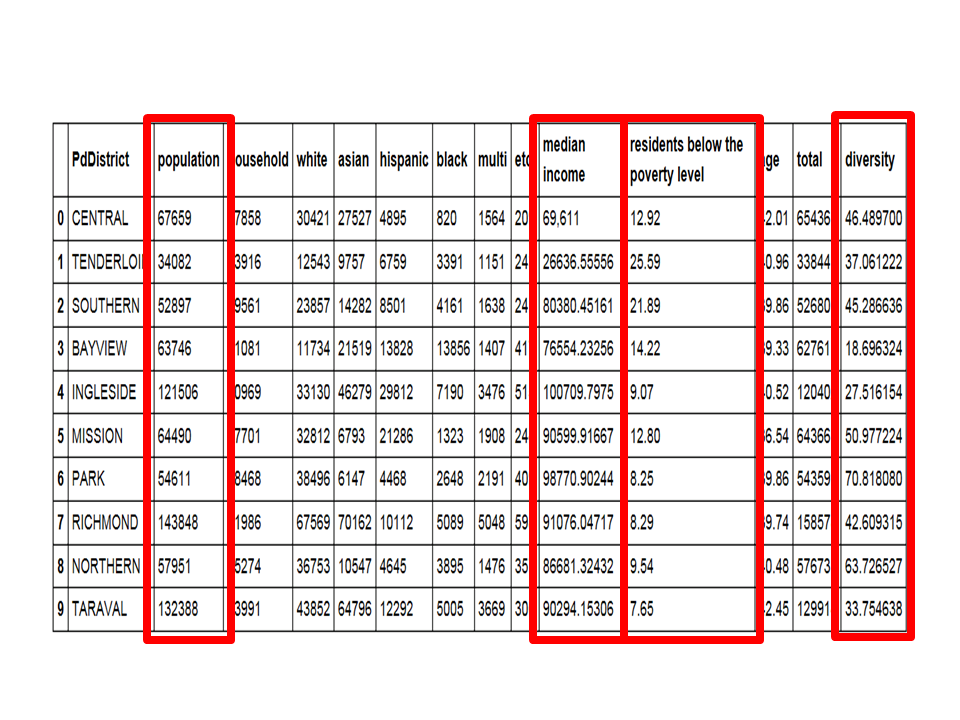 PdDistrict population ousehold white asian hispanic black multi etc median income residents below the poverty level ge total diversity
0 CENTRAL 67659 7858 30421 27527 4895 820 1564 20 69,611 12.92 2.01 65436 46.489700
1 TENDERLOI 34082 3916 12543 9757 6759 3391 1151 24 26636.55556 25.59 0.96 33844 37.061222
2 SOUTHERN 52897 9561 23857 14282 8501 4161 1638 24 80380.45161 21.89 9.86 52680 45.286636
3 BAYVIEW 63746 1081 11734 21519 13828 13856 1407 41 76554.23256 14.22 9.33 62761 18.696324
4 INGLESIDE 121506 0969 33130 46279 29812 7190 3476 51 100709.7975 9.07 0.52 12040 27.516154
5 MISSION 64490 7701 32812 6793 21286 1323 1908 24 90599.91667 12.80 6.54 64366 50.977224
6 PARK 54611 8468 38496 6147 4468 2648 2191 40 98770.90244 8.25 9.86 54359 70.818080
7 RICHMOND 143848 1986 67569 70162 10112 5089 5048 59 91076.04717 8.29 9.74 15857 42.609315
8 NORTHERN 57951 5274 36753 10547 4645 3895 1476 35 86681.32432 9.54 0.48 57673 63.726527
9 TARAVAL 132388 3991 43852 64796 12292 5005 3669 30 90294.15306 7.65 2.45 12991 33.754638